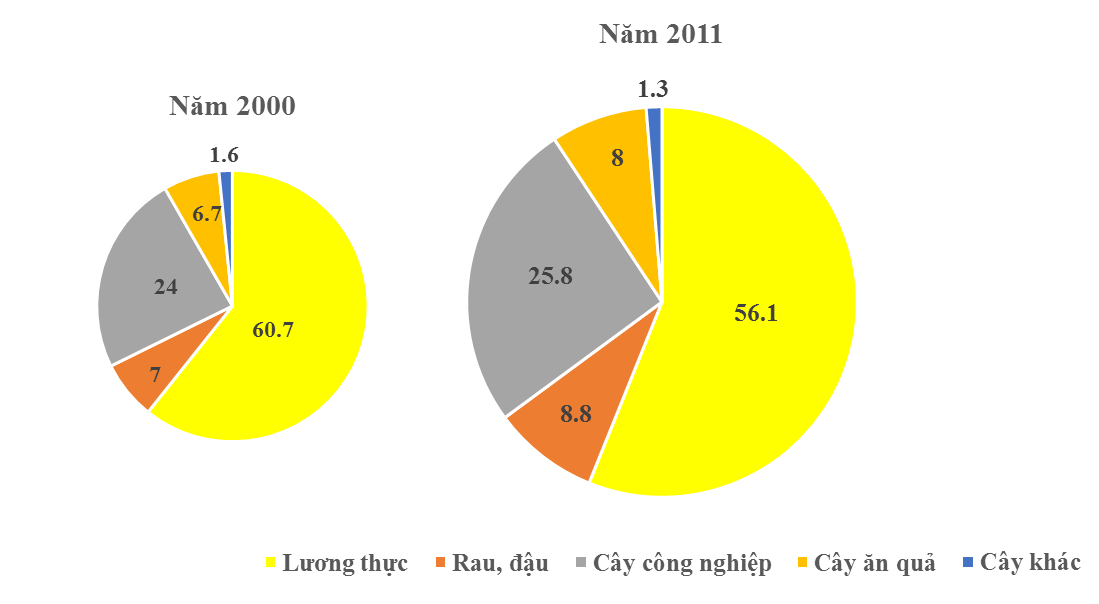 Năm 2000
1.6
6.7
24
60.7
7
Năm 2011
1.3
8
25.8
56.1
8.8
Lương thực
Rau, đậu
Cây công nghiệp
Cây ăn quả
Cây khác